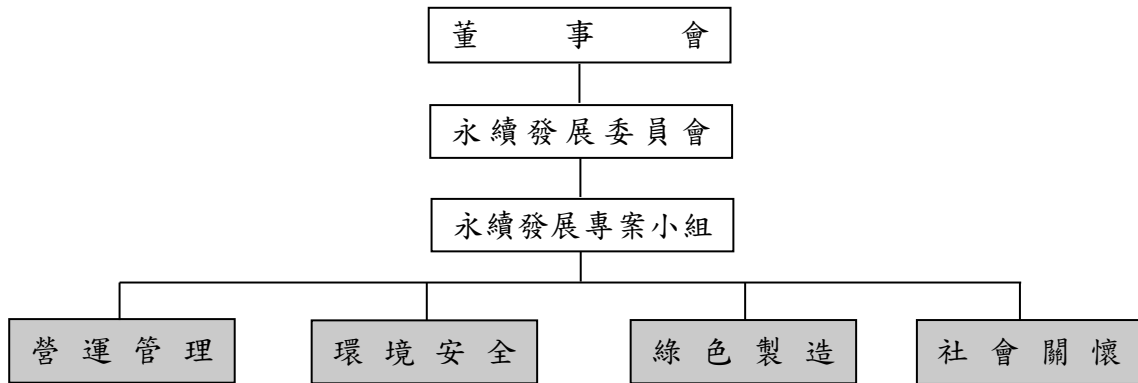 董事會
永續發展委員會
永續發展專案小組
營運管理
環境安全
綠色製造
社會關懷